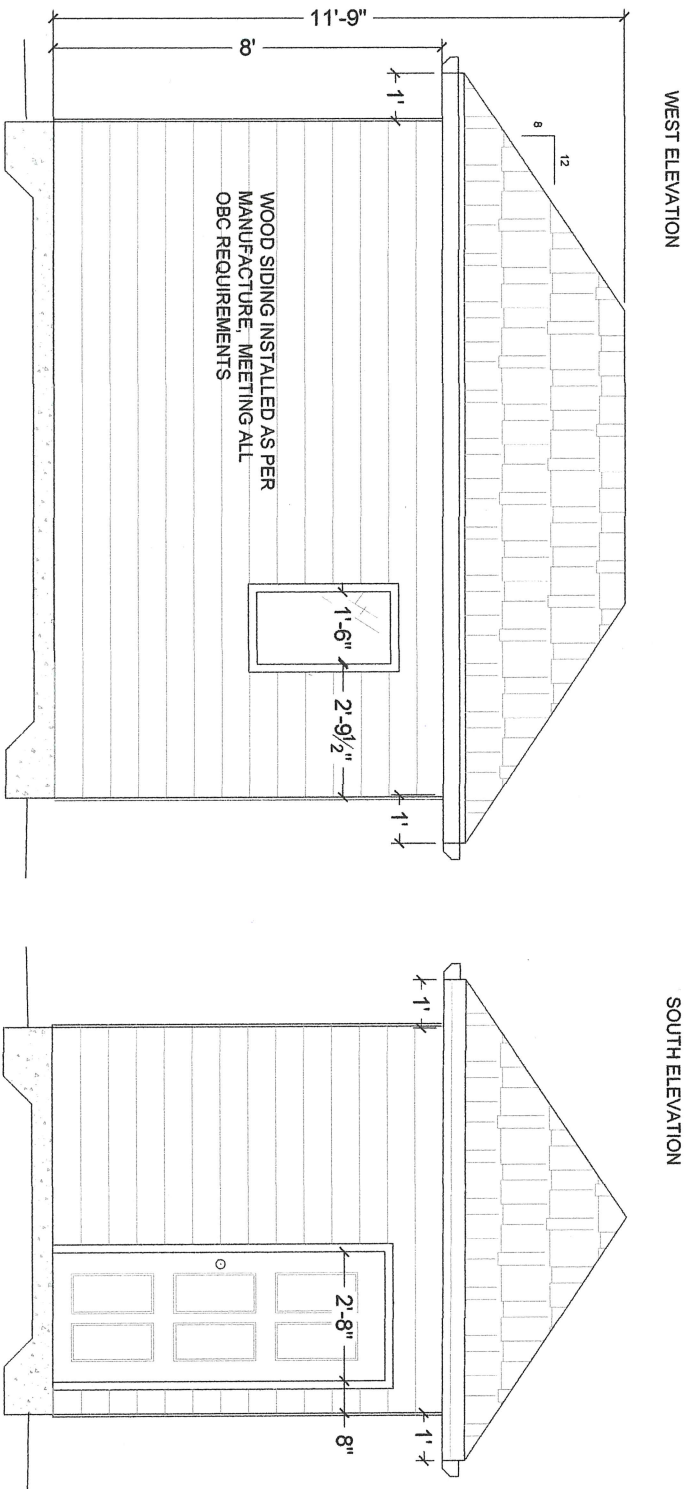 WEST ELEVATION
11'-9"
8'
1'
8
12
WOOD SIDING INSTALLED AS PER
MANUFACTURE, MEETING ALL
OBC REQUIREMENTS
1'-6"
2'-9½"
1'
SOUTH ELEVATION
1'
2'-8"
8"
1'